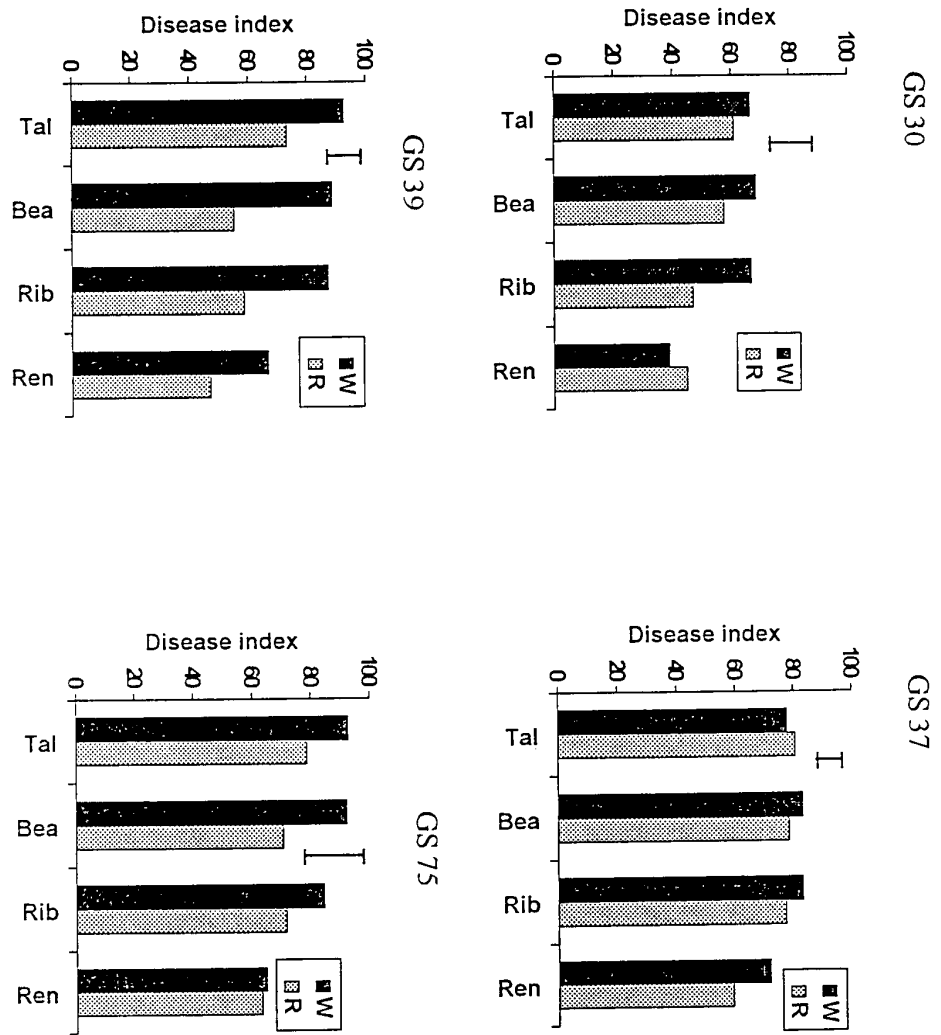 GS 30
Disease index
100
80
60
40
20
0
W
R
Tal
Bea
Rib
Ren
GS 37
Disease index
100
80
60
40
20
0
W
R
Tal
Bea
Rib
Ren
GS 39
Disease index
100
80
60
40
20
0
W
R
Tal
Bea
Rib
Ren
GS 75
Disease index
100
80
60
40
20
0
W
R
Tal
Bea
Rib
Ren